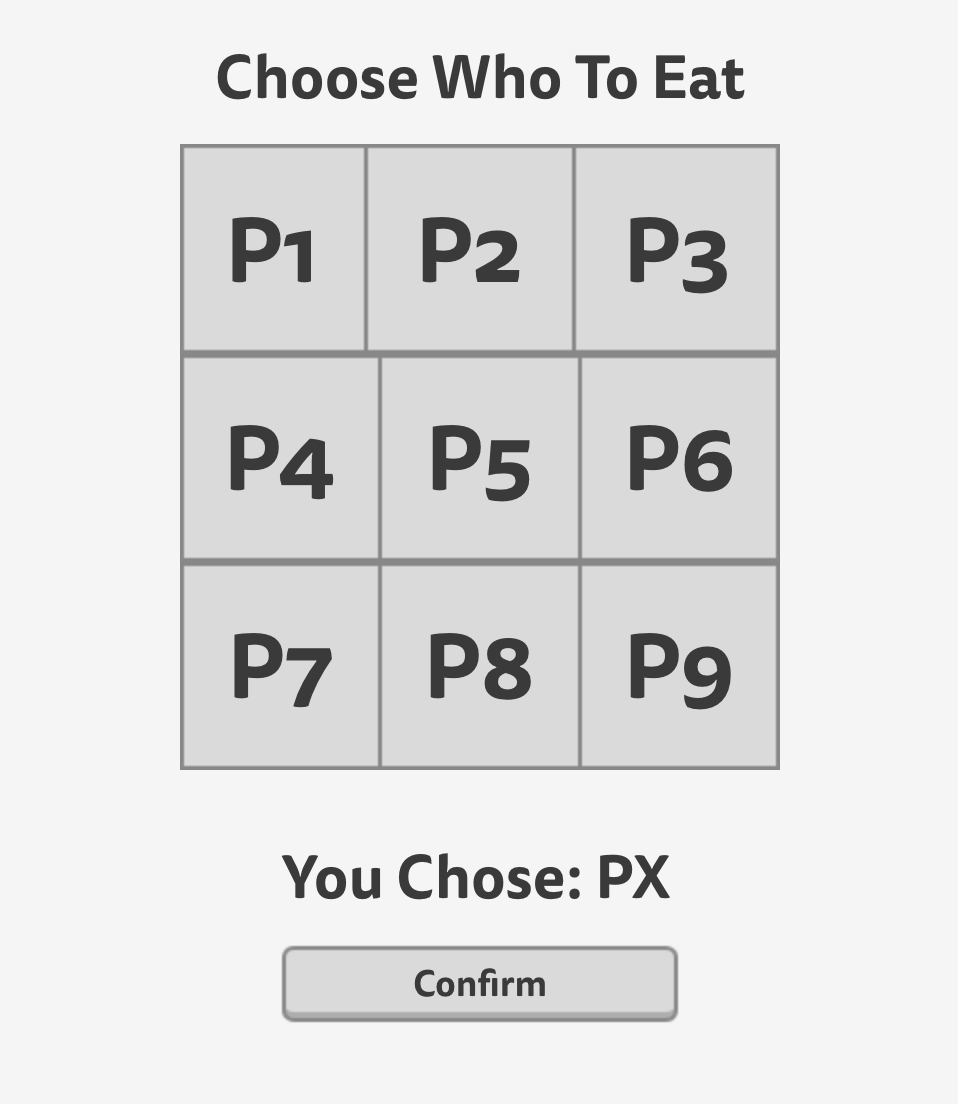 Choose Who To Eat
P1 P2 P3
P4 P5 P6
P7 P8 P9
You Chose: PX
Confirm